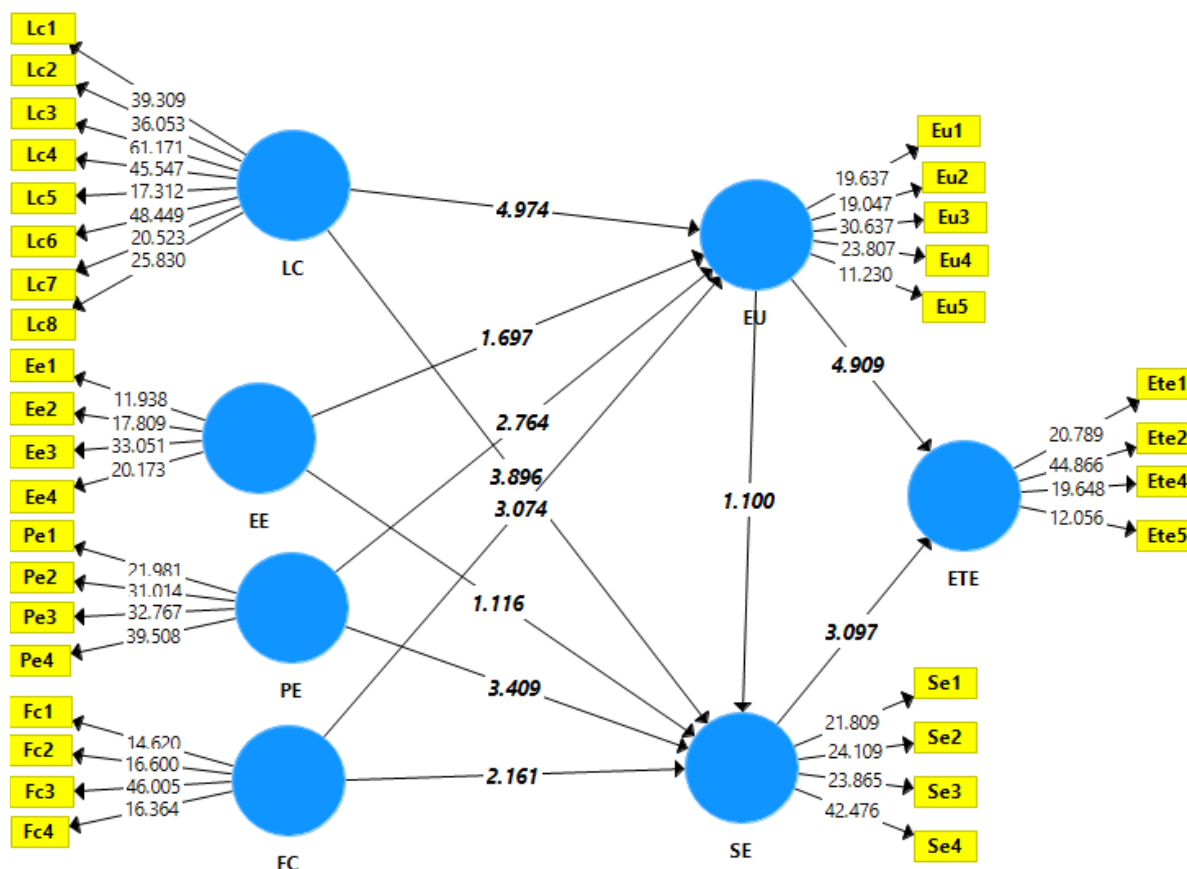 Lc1
Lc2
Lc3
Lc4
Lc5
Lc6
Lc7
Lc8
39.309
36.053
61.171
45.547
17.312
48.449
20.523
25.830
LC
Ee1
Ee2
Ee3
Ee4
11.938
17.809
33.051
20.173
EE
Pe1
Pe2
Pe3
Pe4
21.981
31.014
32.767
39.508
PE
Fc1
Fc2
Fc3
Fc4
14.620
16.600
46.005
16.364
FC
4.974
1.697
2.764
3.896
3.074
1.116
3.409
2.161
EU
19.637
19.047
30.637
23.807
11.230
Eu1
Eu2
Eu3
Eu4
Eu5
1.100
4.909
3.097
SE
21.809
24.109
23.865
42.476
Se1
Se2
Se3
Se4
ETE
20.789
44.866
19.648
12.056
Ete1
Ete2
Ete4
Ete5